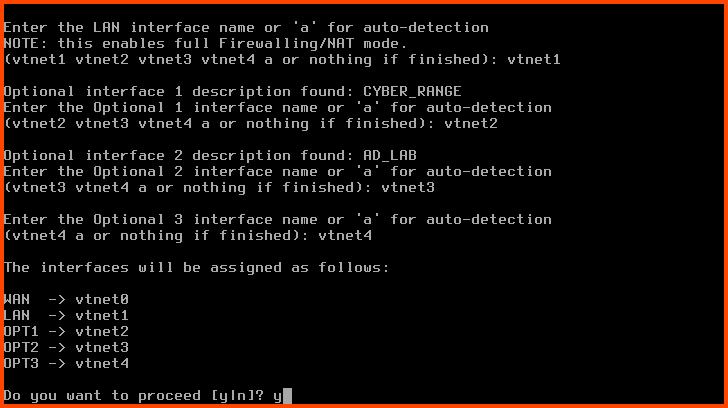 Enter the LAN interface name or 'a' for auto-detection
NOTE: this enables full Firewalling/NAT mode.
(vtnet1 vtnet2 vtnet3 vtnet4 a or nothing if finished): vtnet1
Optional interface 1 description found: CYBER_RANGE
Enter the Optional 1 interface name or 'a' for auto-detection
(vtnet2 vtnet3 vtnet4 a or nothing if finished): vtnet2
Optional interface 2 description found: AD_LAB
Enter the Optional 2 interface name or 'a' for auto-detection
(vtnet3 vtnet4 a or nothing if finished): vtnet3
Enter the Optional 3 interface name or 'a' for auto-detection
(vtnet4 a or nothing if finished): vtnet4
The interfaces will be assigned as follows:
WAN  -> vtnet0
LAN  -> vtnet1
OPT1 -> vtnet2
OPT2 -> vtnet3
OPT3 -> vtnet4
Do you want to proceed [y|n]? y